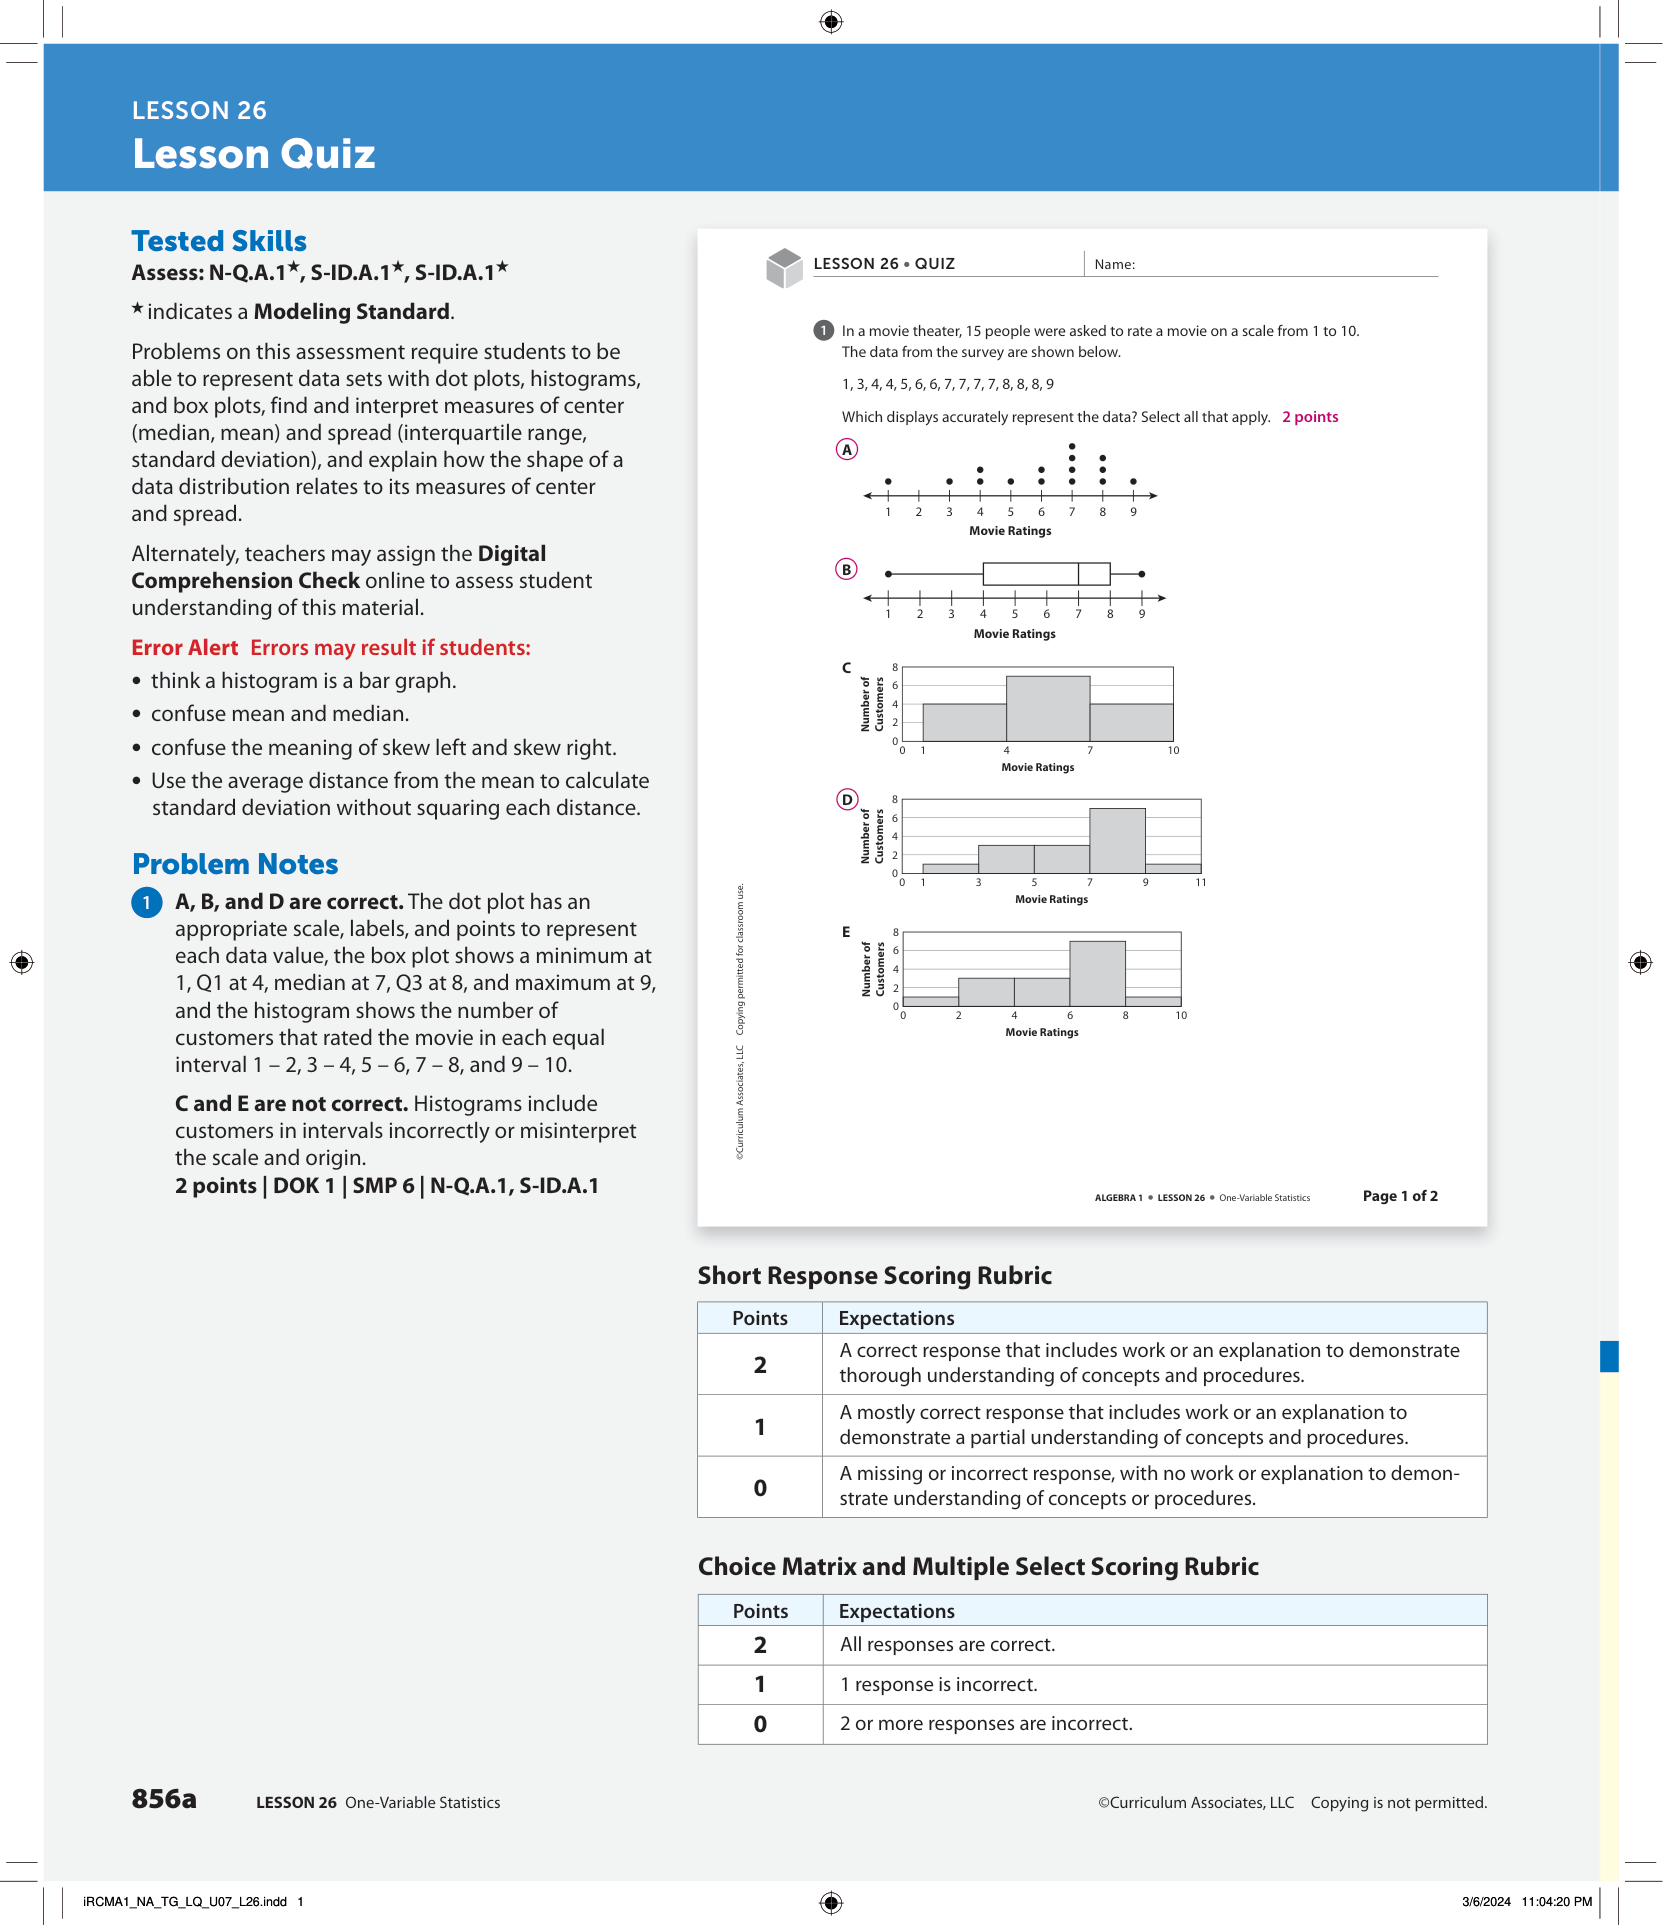 LESSON 26
Lesson Quiz
Tested Skills
Assess: N-Q.A.1★, S-ID.A.1★, S-ID.A.1★
★ indicates a Modeling Standard.
Problems on this assessment require students to be
able to represent data sets with dot plots, histograms,
and box plots, find and interpret measures of center
(median, mean) and spread (interquartile range,
standard deviation), and explain how the shape of a
data distribution relates to its measures of center
and spread.
Alternately, teachers may assign the Digital
Comprehension Check online to assess student
understanding of this material.
Error Alert Errors may result if students:
• think a histogram is a bar graph.
• confuse mean and median.
• confuse the meaning of skew left and skew right.
• Use the average distance from the mean to calculate
standard deviation without squaring each distance.
Problem Notes
1 A, B, and D are correct. The dot plot has an
appropriate scale, labels, and points to represent
each data value, the box plot shows a minimum at
1, Q1 at 4, median at 7, Q3 at 8, and maximum at 9,
and the histogram shows the number of
customers that rated the movie in each equal
interval 1 – 2, 3 – 4, 5 – 6, 7 – 8, and 9 – 10.
C and E are not correct. Histograms include
customers in intervals incorrectly or misinterpret
the scale and origin.
2 points | DOK 1 | SMP 6 | N-Q.A.1, S-ID.A.1
LESSON 26 • QUIZ
Name:
1 In a movie theater, 15 people were asked to rate a movie on a scale from 1 to 10.
The data from the survey are shown below.
1, 3, 4, 4, 5, 6, 6, 7, 7, 7, 7, 8, 8, 8, 9
Which displays accurately represent the data? Select all that apply. 2 points
A
1 2 3 4 5 6 7 8 9
Movie Ratings
B
1 2 3 4 5 6 7 8 9
Movie Ratings
C
Number of
Customers
8
6
4
2
0
0 1 4 7 10
Movie Ratings
D
Number of
Customers
8
6
4
2
0
0 1 3 5 7 9 11
Movie Ratings
E
Number of
Customers
8
6
4
2
0
0 2 4 6 8 10
Movie Ratings
©Curriculum Associates, LLC Copying permitted for classroom use.
ALGEBRA 1 • LESSON 26 • One-Variable Statistics Page 1 of 2
Short Response Scoring Rubric
Points Expectations
2 A correct response that includes work or an explanation to demonstrate
thorough understanding of concepts and procedures.
1 A mostly correct response that includes work or an explanation to
demonstrate a partial understanding of concepts and procedures.
0 A missing or incorrect response, with no work or explanation to demon-
strate understanding of concepts or procedures.
Choice Matrix and Multiple Select Scoring Rubric
Points Expectations
2 All responses are correct.
1 1 response is incorrect.
0 2 or more responses are incorrect.
856a LESSON 26 One-Variable Statistics
©Curriculum Associates, LLC Copying is not permitted.
iRCMA1_NA_TG_LQ_U07_L26.indd 1
3/6/2024 11:04:20 PM